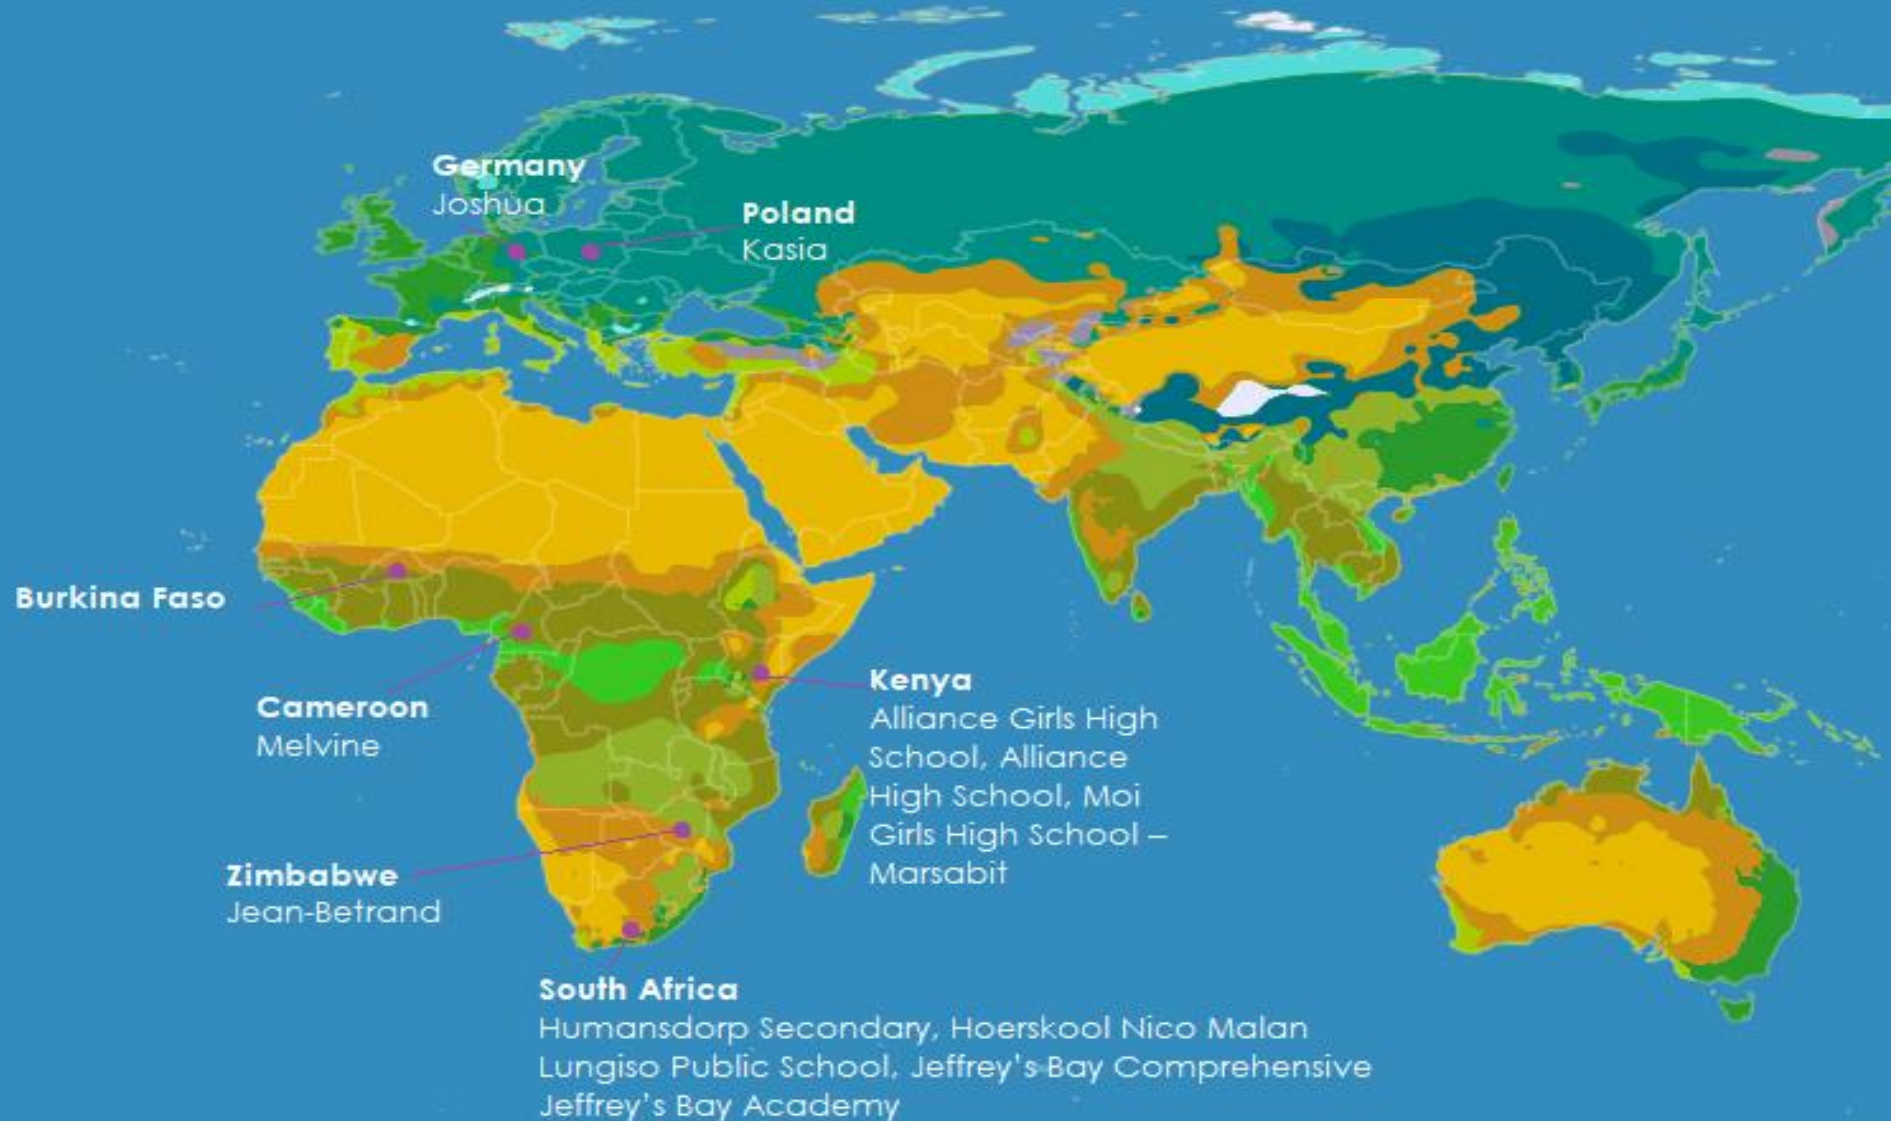 Germany
Joshua
Poland
Kasia
Burkina Faso
Cameroon
Melvine
Kenya
Alliance Girls High
School, Alliance
High School, Moi
Girls High School –
Marsabit
Zimbabwe
Jean-Betrand
South Africa
Humansdorp Secondary, Hoerskool Nico Malan
Lungiso Public School, Jeffrey's Bay Comprehensive
Jeffrey's Bay Academy